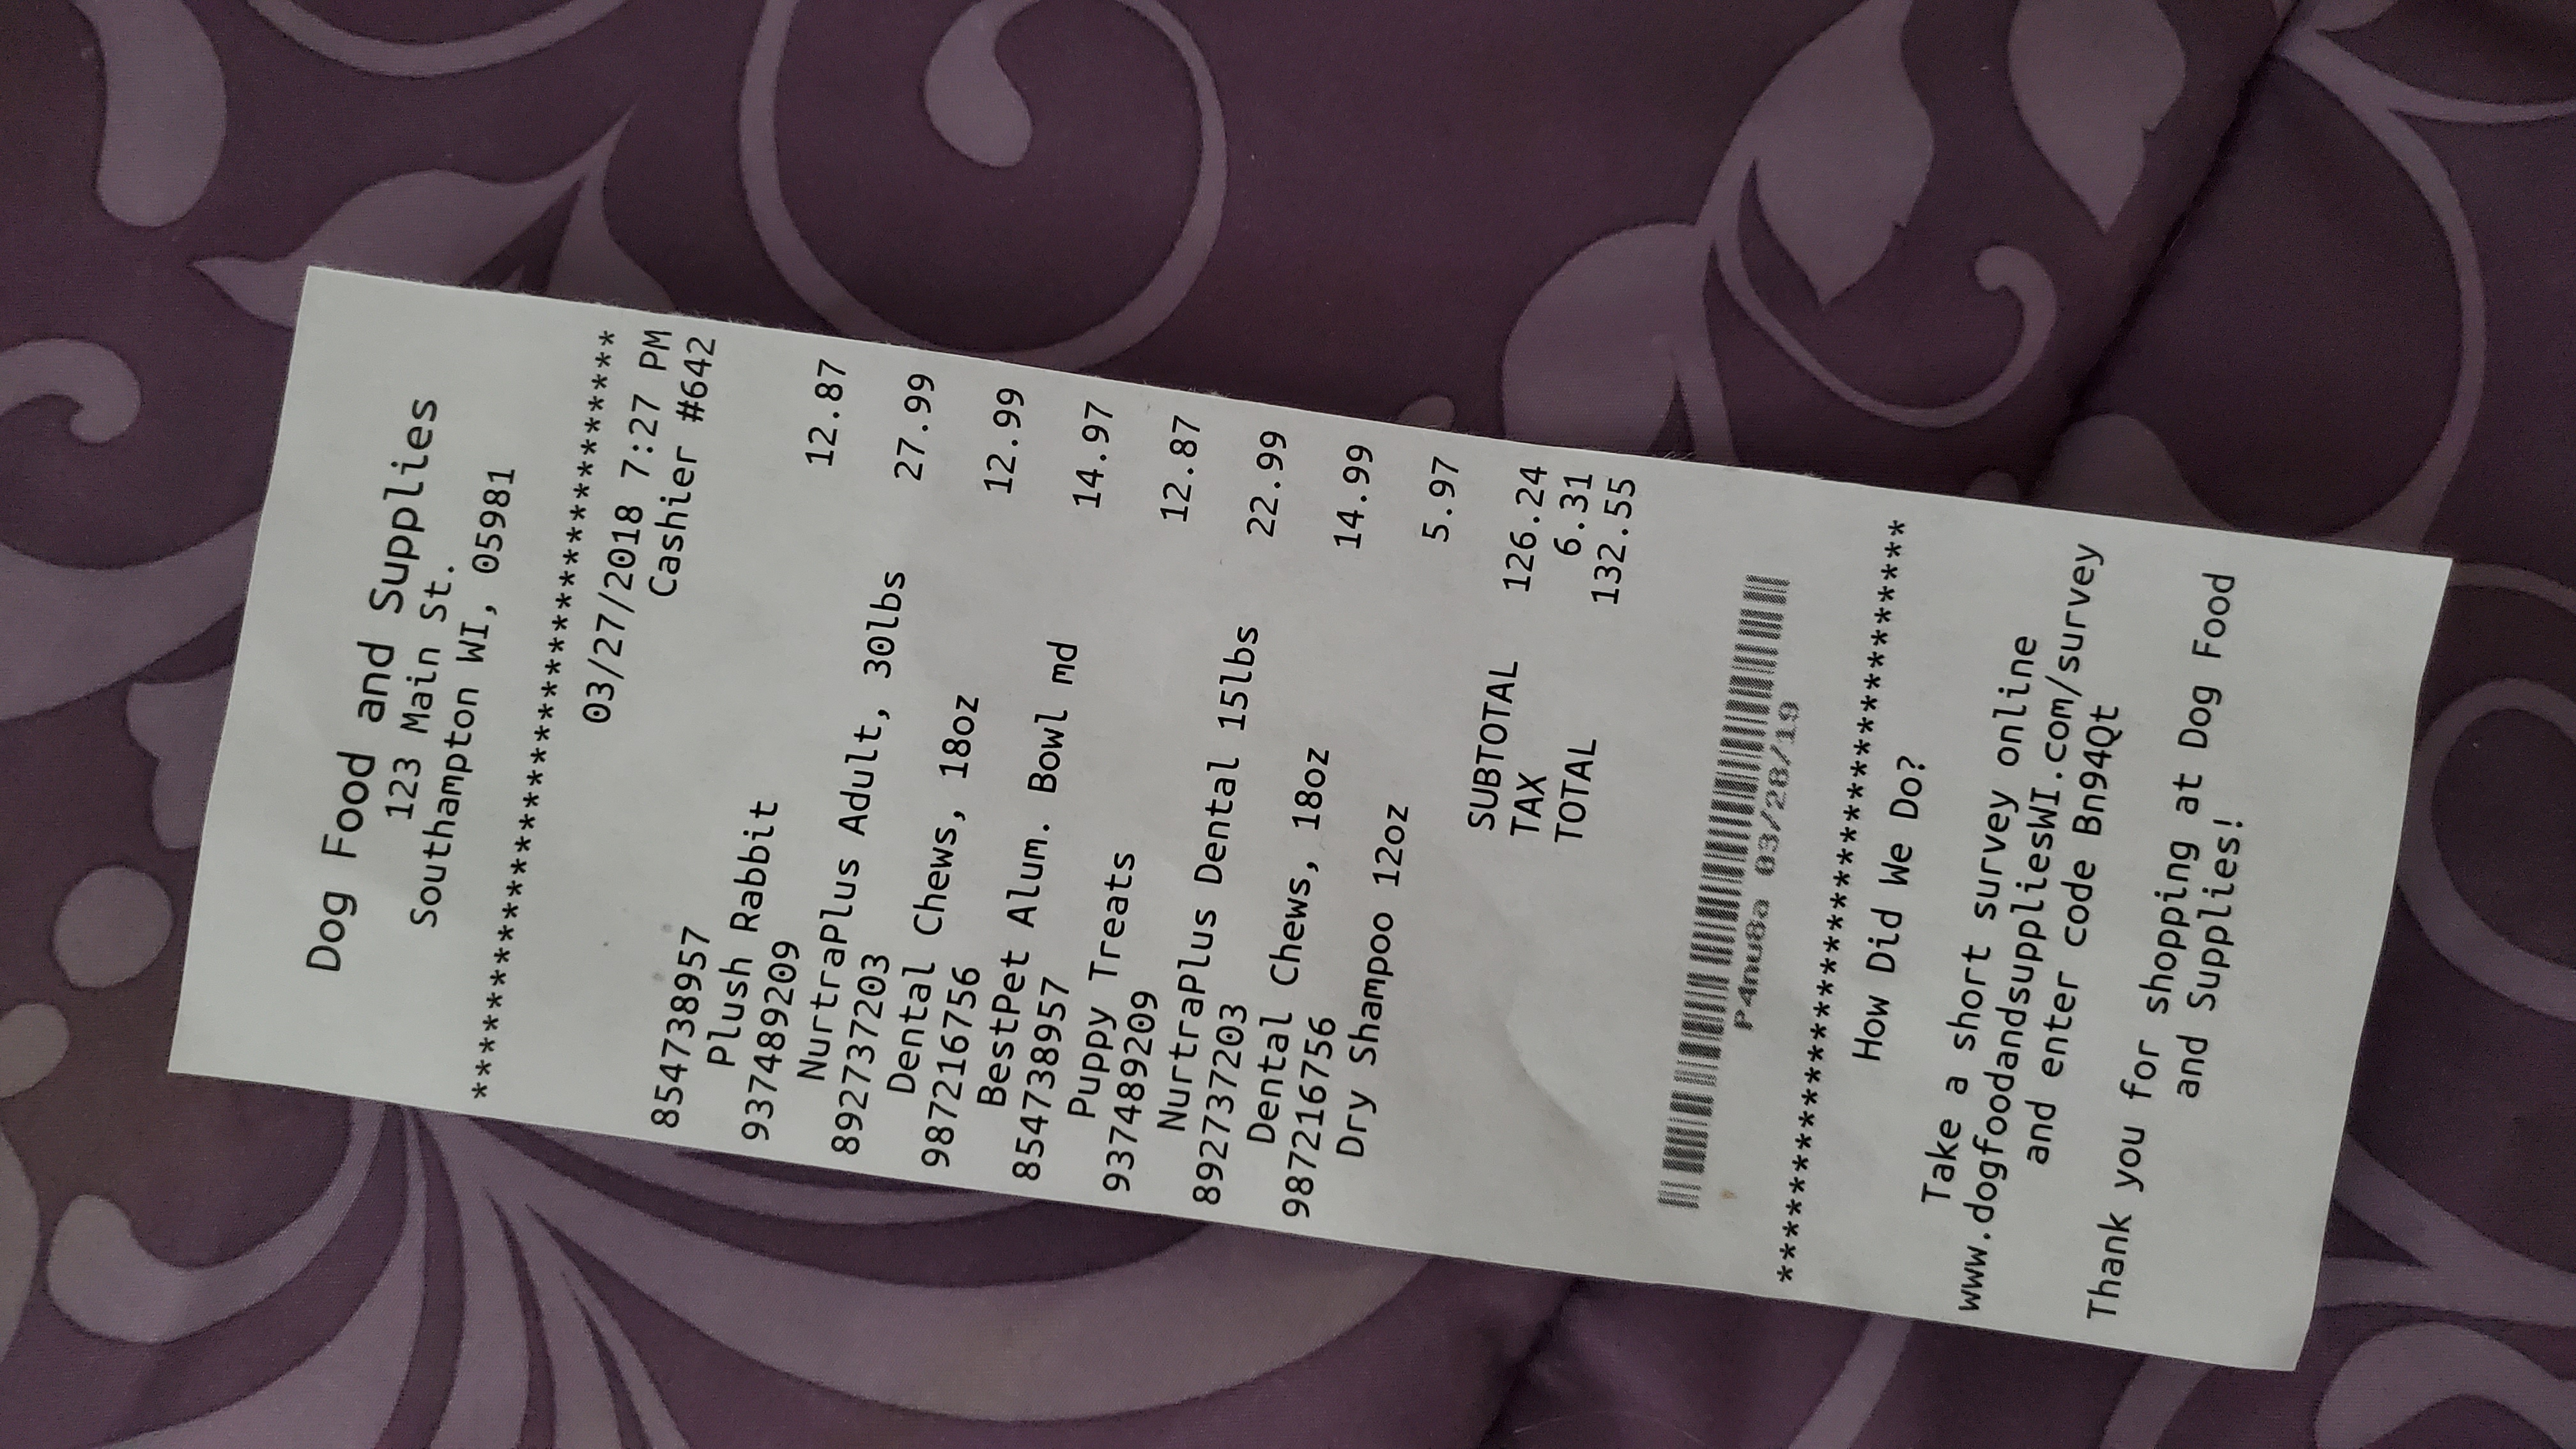 Dog Food and Supplies
123 Main St.
Southampton WI, 05981
**********************************
03/27/2018 7:27 PM
Cashier #642
854738957
Plush Rabbit 12.87
937489209
NurtraPlus Adult, 30lbs 27.99
892737203
Dental Chews, 18oz 12.99
987216756
BestPet Alum. Bowl md 14.97
854738957
Puppy Treats 12.87
937489209
NurtraPlus Dental 15lbs 22.99
892737203
Dental Chews, 18oz 14.99
987216756
Dry Shampoo 12oz 5.97
SUBTOTAL 126.24
TAX 6.31
TOTAL 132.55
P4nu8a 03/28/19
**********************************
How Did We Do?
Take a short survey online
www.dogfoodandsuppliesWI.com/survey
and enter code Bn94Qt
Thank you for shopping at Dog Food
and Supplies!